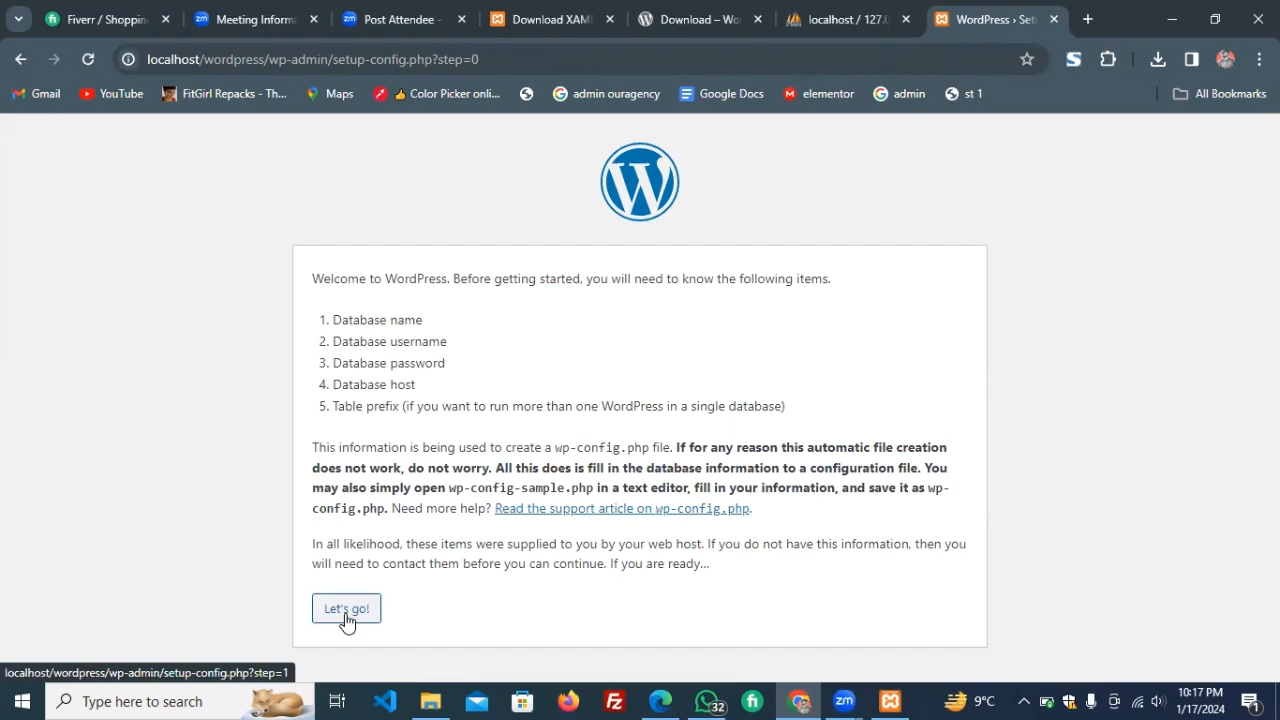 Fiverr / Shopping
Meeting Informa
Post Attendee -
Download XAM
Download – Wo
localhost / 127.0
WordPress › Set
localhost/wordpress/wp-admin/setup-config.php?step=0
Gmail
YouTube
FitGirl Repacks - Th...
Maps
👍 Color Picker onli...
admin ouragency
Google Docs
elementor
admin
st 1
All Bookmarks
Welcome to WordPress. Before getting started, you will need to know the following items.
1. Database name
2. Database username
3. Database password
4. Database host
5. Table prefix (if you want to run more than one WordPress in a single database)
This information is being used to create a wp-config.php file. If for any reason this automatic file creation
does not work, do not worry. All this does is fill in the database information to a configuration file. You
may also simply open wp-config-sample.php in a text editor, fill in your information, and save it as wp-
config.php. Need more help? Read the support article on wp-config.php.
In all likelihood, these items were supplied to you by your web host. If you do not have this information, then you
will need to contact them before you can continue. If you are ready...
Let's go!
localhost/wordpress/wp-admin/setup-config.php?step=1
Type here to search
32
fi
zm
9°C
10:17 PM
1/17/2024
1